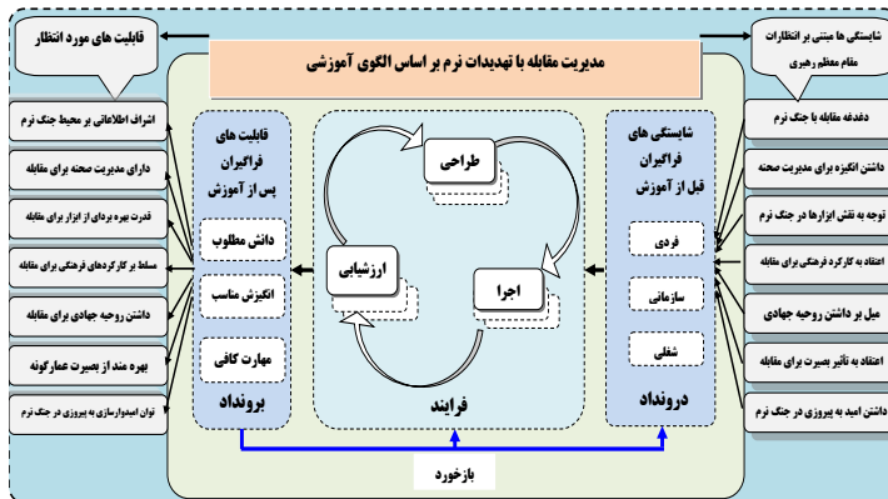 شایستگی ها مبتنی بر انتظارات
مقام معظم رهبری
قابلیت های مورد انتظار
مدیریت مقابله با تهدیدات نرم بر اساس الگوی آموزشی
دغدغه مقابله با جنگ نرم
داشتن انگیزه برای مدیریت صحنه
توجه به نقش ابزارها در جنگ نرم
اعتقاد به کارکرد فرهنگی برای مقابله
میل بر داشتن روحیه جهادی
اعتقاد به تأثیر بصیرت برای مقابله
داشتن امید به پیروزی در جنگ نرم
شایستگی های
فراگیران
قبل از آموزش
فردی
سازمانی
شغلی
درونداد
طراحی
اجرا
ارزشیابی
فرایند
قابلیت های
فراگیران
پس از آموزش
دانش مطلوب
انگیزش مناسب
مهارت کافی
برونداد
اشراف اطلاعاتی بر محیط جنگ نرم
دارای مدیریت صحنه برای مقابله
قدرت بهره بردای از ابزار برای مقابله
مسلط بر کارکردهای فرهنگی برای مقابله
داشتن روحیه جهادی برای مقابله
بهره مند از بصیرت عمارگونه
توان امیدوارسازی به پیروزی در جنگ نرم
بازخورد